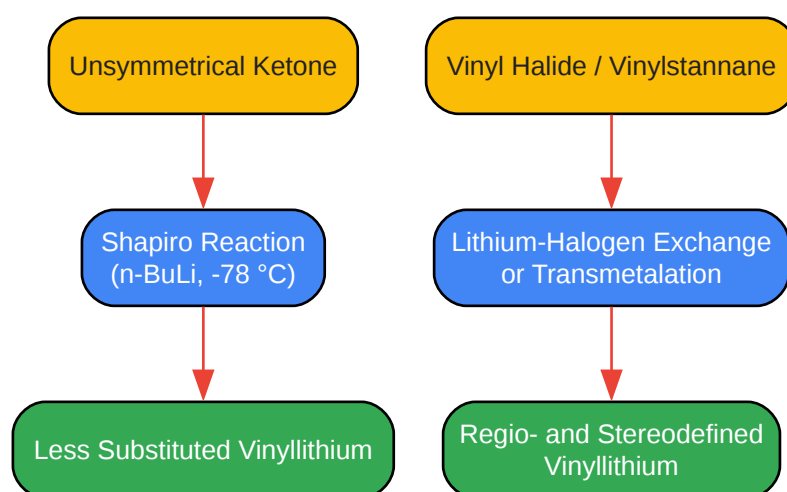 Unsymmetrical Ketone
Vinyl Halide / Vinylstannane
Shapiro Reaction
(n-BuLi, -78 °C)
Lithium-Halogen Exchange
or Transmetalation
Less Substituted Vinyllithium
Regio- and Stereodefined
Vinyllithium